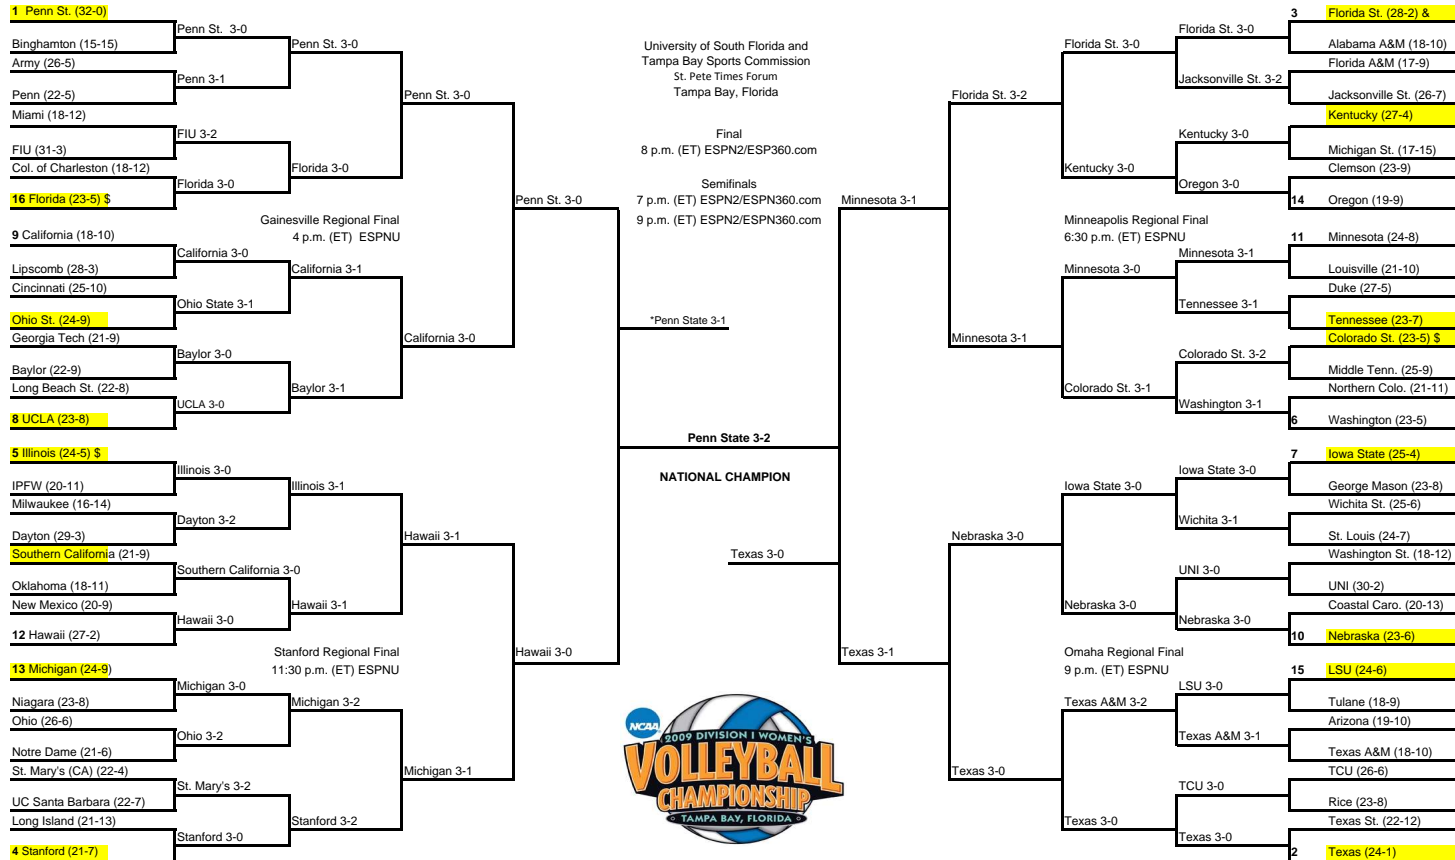 1 Penn St. (32-0)
Binghamton (15-15)
Army (26-5)
Penn (22-5)
Miami (18-12)
FIU (31-3)
Col. of Charleston (18-12)
16 Florida (23-5) $
9 California (18-10)
Lipscomb (28-3)
Cincinnati (25-10)
Ohio St. (24-9)
Georgia Tech (21-9)
Baylor (22-9)
Long Beach St. (22-8)
8 UCLA (23-8)
5 Illinois (24-5) $
IPFW (20-11)
Milwaukee (16-14)
Dayton (29-3)
Southern California (21-9)
Oklahoma (18-11)
New Mexico (20-9)
12 Hawaii (27-2)
13 Michigan (24-9)
Niagara (23-8)
Ohio (26-6)
Notre Dame (21-6)
St. Mary's (CA) (22-4)
UC Santa Barbara (22-7)
Long Island (21-13)
4 Stanford (21-7)
Penn St. 3-0
Penn 3-1
FIU 3-2
Florida 3-0
California 3-0
Ohio State 3-1
Baylor 3-0
UCLA 3-0
Illinois 3-0
Dayton 3-2
Southern California 3-0
Hawaii 3-0
Michigan 3-0
Ohio 3-2
St. Mary's 3-2
Stanford 3-0
Penn St. 3-0
Florida 3-0
Gainesville Regional Final
4 p.m. (ET) ESPNU
California 3-1
Baylor 3-1
Illinois 3-1
Hawaii 3-1
Stanford Regional Final
11:30 p.m. (ET) ESPNU
Michigan 3-2
Stanford 3-2
Penn St. 3-0
California 3-0
Hawaii 3-1
Michigan 3-1
Penn St. 3-0
Hawaii 3-0
University of South Florida and
Tampa Bay Sports Commission
St. Pete Times Forum
Tampa Bay, Florida
Final
8 p.m. (ET) ESPN2/ESP360.com
Semifinals
7 p.m. (ET) ESPN2/ESPN360.com
9 p.m. (ET) ESPN2/ESPN360.com
*Penn State 3-1
Penn State 3-2
NATIONAL CHAMPION
Texas 3-0
NCAA
2009 DIVISION I WOMEN'S
VOLLEYBALL
CHAMPIONSHIP
TAMPA BAY, FLORIDA
Minnesota 3-1
Texas 3-1
Florida St. 3-2
Minnesota 3-1
Nebraska 3-0
Texas 3-0
Florida St. 3-0
Kentucky 3-0
Minneapolis Regional Final
6:30 p.m. (ET) ESPNU
Minnesota 3-0
Colorado St. 3-1
Iowa State 3-0
Nebraska 3-0
Omaha Regional Final
9 p.m. (ET) ESPNU
Texas A&M 3-2
Texas 3-0
Florida St. 3-0
Jacksonville St. 3-2
Kentucky 3-0
Oregon 3-0
Minnesota 3-1
Tennessee 3-1
Colorado St. 3-2
Washington 3-1
Iowa State 3-0
Wichita 3-1
UNI 3-0
Nebraska 3-0
LSU 3-0
Texas A&M 3-1
TCU 3-0
Texas 3-0
3 Florida St. (28-2) &
Alabama A&M (18-10)
Florida A&M (17-9)
Jacksonville St. (26-7)
Kentucky (27-4)
Michigan St. (17-15)
Clemson (23-9)
14 Oregon (19-9)
11 Minnesota (24-8)
Louisville (21-10)
Duke (27-5)
Tennessee (23-7)
Colorado St. (23-5) $
Middle Tenn. (25-9)
Northern Colo. (21-11)
6 Washington (23-5)
7 Iowa State (25-4)
George Mason (23-8)
Wichita St. (25-6)
St. Louis (24-7)
Washington St. (18-12)
UNI (30-2)
Coastal Caro. (20-13)
10 Nebraska (23-6)
15 LSU (24-6)
Tulane (18-9)
Arizona (19-10)
Texas A&M (18-10)
TCU (26-6)
Rice (23-8)
Texas St. (22-12)
2 Texas (24-1)